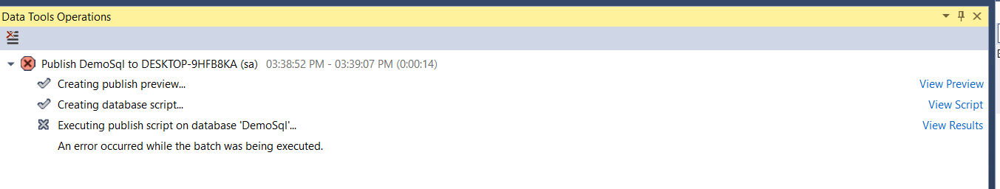 Data Tools Operations
Publish DemoSql to DESKTOP-9HFB8KA (sa) 03:38:52 PM - 03:39:07 PM (0:00:14)
Creating publish preview... View Preview
Creating database script... View Script
Executing publish script on database 'DemoSql'... View Results
An error occurred while the batch was being executed.